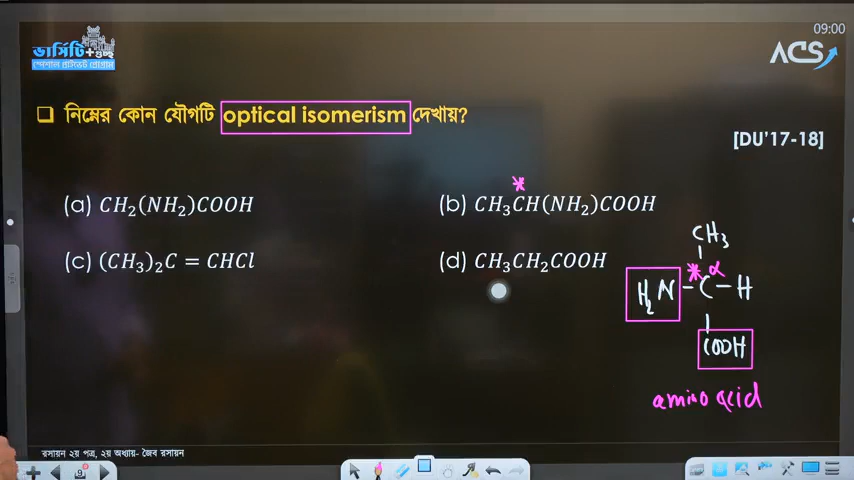 09:00
ভার্সিটি+গুচ্ছ
স্পেশাল প্রাইভেট প্রোগ্রাম
ACS
❑ নিম্নের কোন যৌগটি optical isomerism দেখায়?
[DU'17-18]
(a) CH₂(NH₂)COOH
(b) CH₃CH(NH₂)COOH
(c) (CH₃)₂C = CHCl
(d) CH₃CH₂COOH
CH₃
α
H₂N-C-H
COOH
amino acid
রসায়ন ২য় পত্র, ২য় অধ্যায়- জৈব রসায়ন